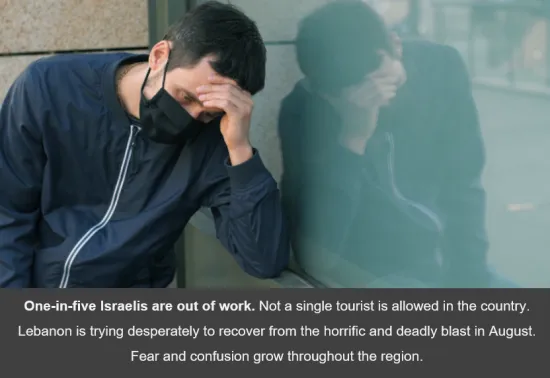 One-in-five Israelis are out of work. Not a single tourist is allowed in the country.
Lebanon is trying desperately to recover from the horrific and deadly blast in August.
Fear and confusion grow throughout the region.